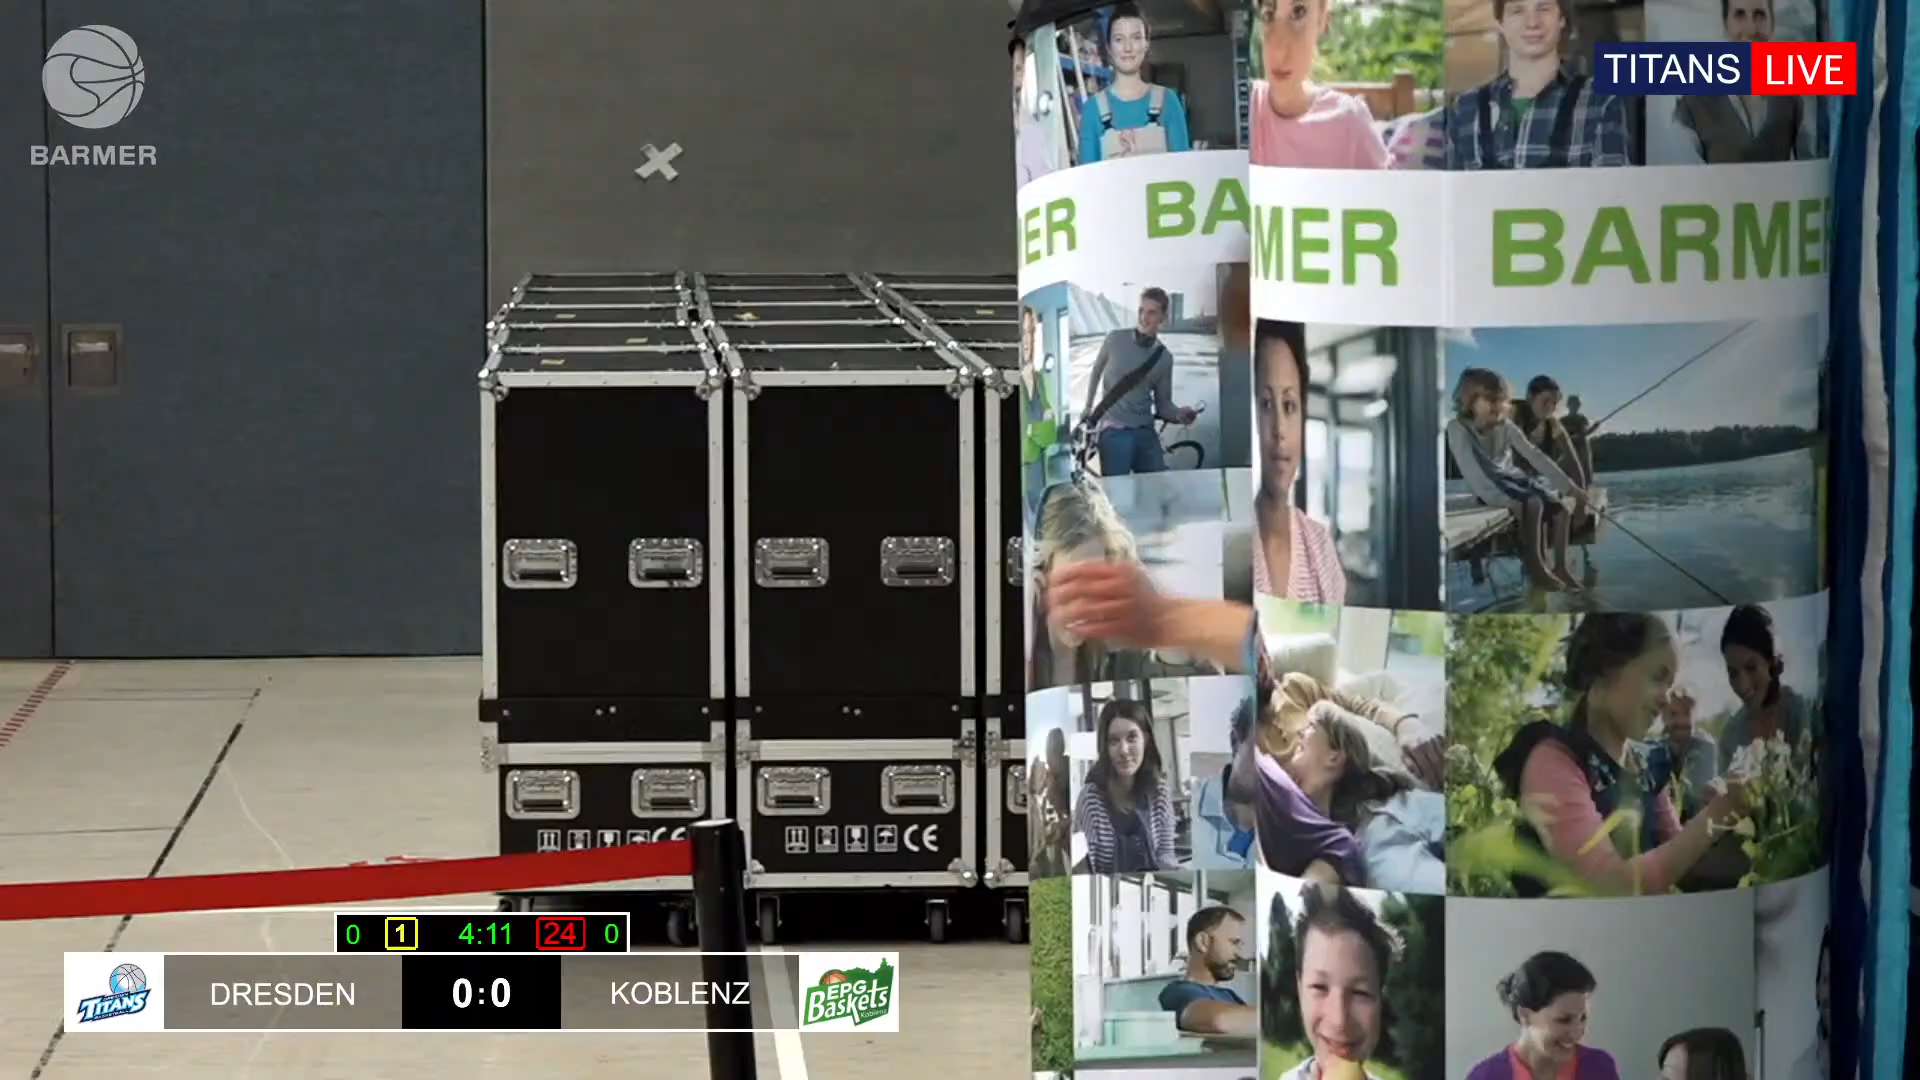 BARMER
TITANS LIVE
ER BA
MER BARME
CE
0 1 4:11 24 0
TITANS DRESDEN 0:0 KOBLENZ EPG Baskets Koblenz